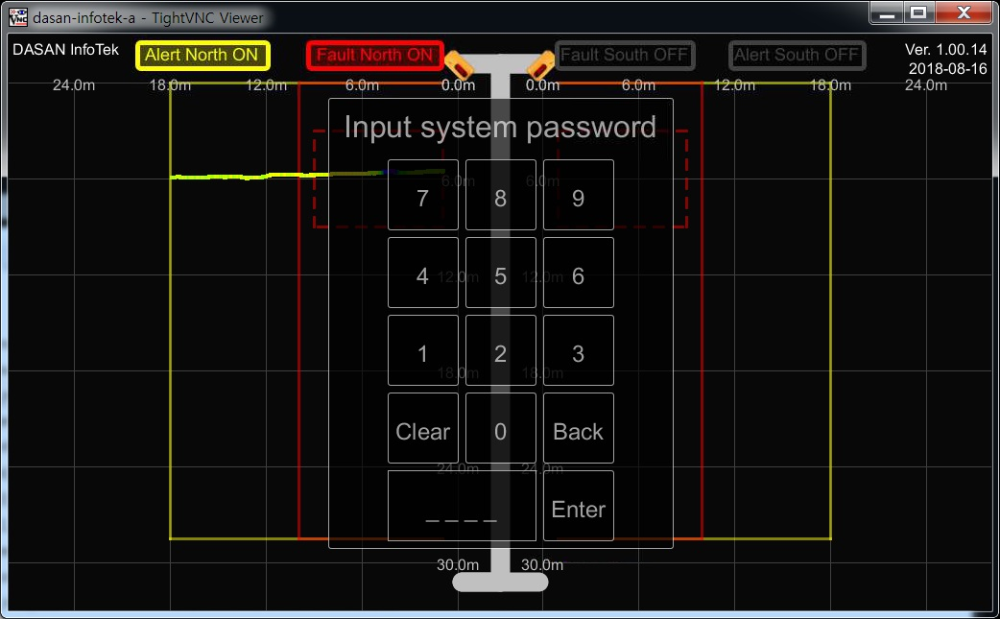 dasan-infotek-a - TightVNC Viewer
DASAN InfoTek
Alert North ON
Fault North ON
Fault South OFF
Alert South OFF
Ver. 1.00.14
2018-08-16
24.0m 18.0m 12.0m 6.0m 0.0m 0.0m 6.0m 12.0m 18.0m 24.0m
Input system password
6.0m 6.0m
7 8 9
12.0m 12.0m
4 5 6
18.0m 18.0m
1 2 3
Clear 0 Back
24.0m 24.0m
_ _ _ _ Enter
30.0m 30.0m